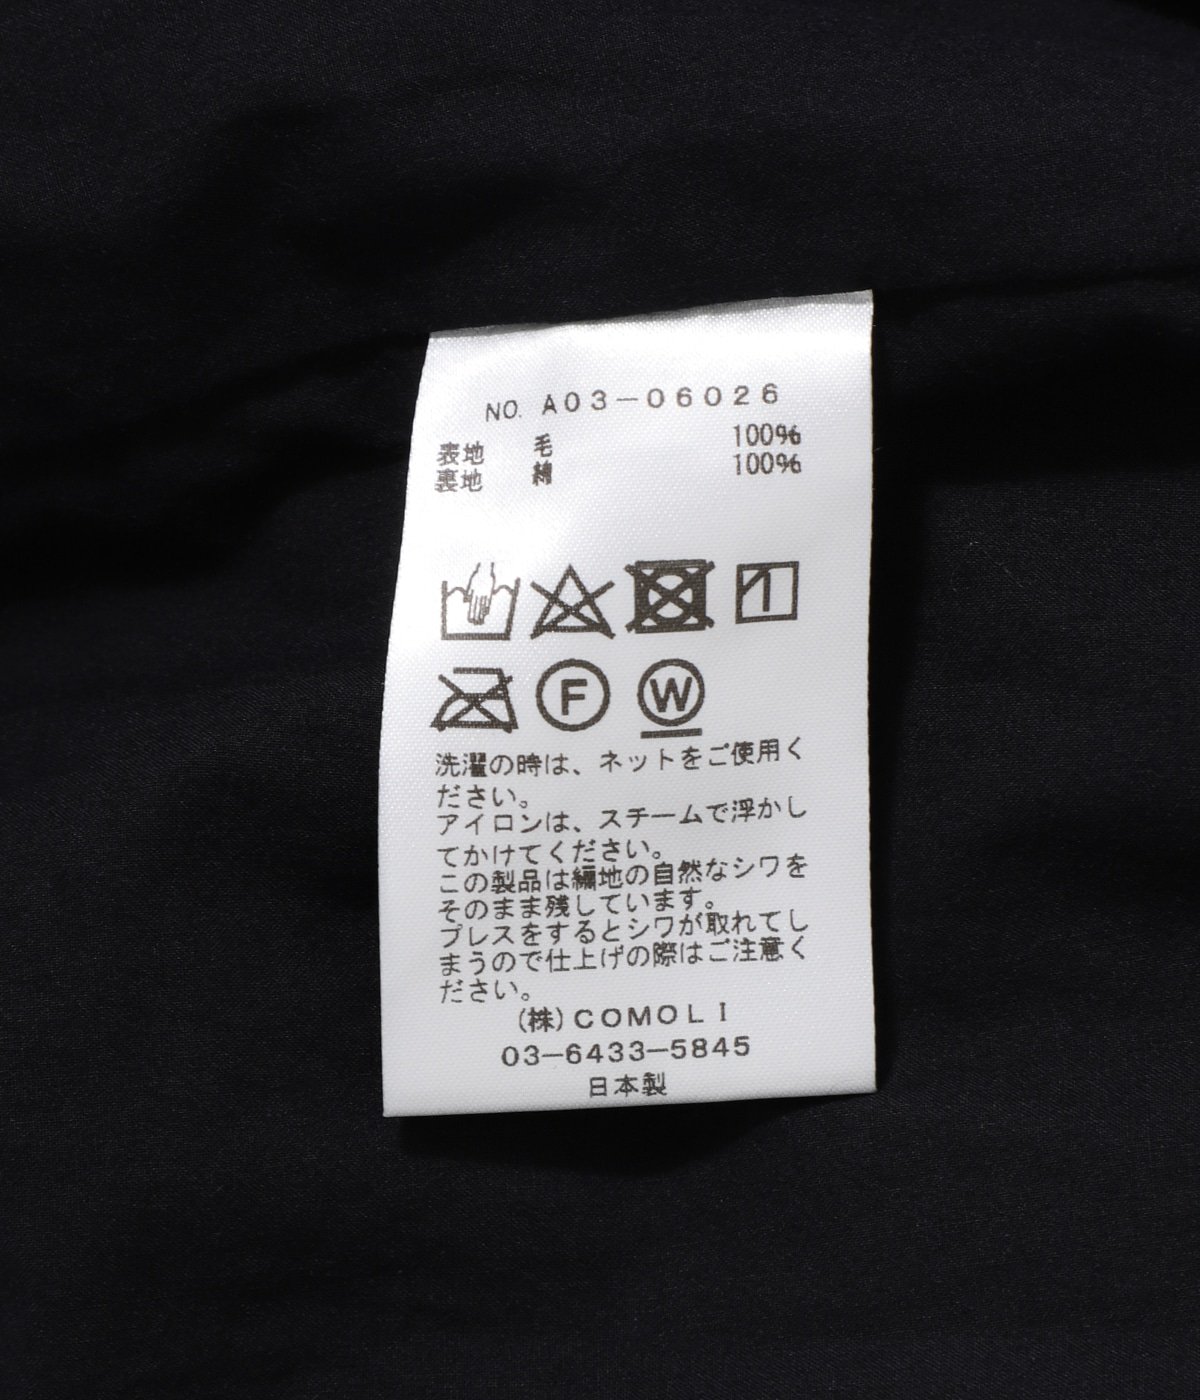 NO. A03-06026
表地 毛 100%
裏地 綿 100%
F W
洗濯の時は、ネットをご使用く
ださい。
アイロンは、スチームで浮かし
てかけてください。
この製品は編地の自然なシワを
そのまま残しています。
プレスをするとシワが取れてし
まうので仕上げの際はご注意く
ださい。
(株)COMOLI
03-6433-5845
日本製